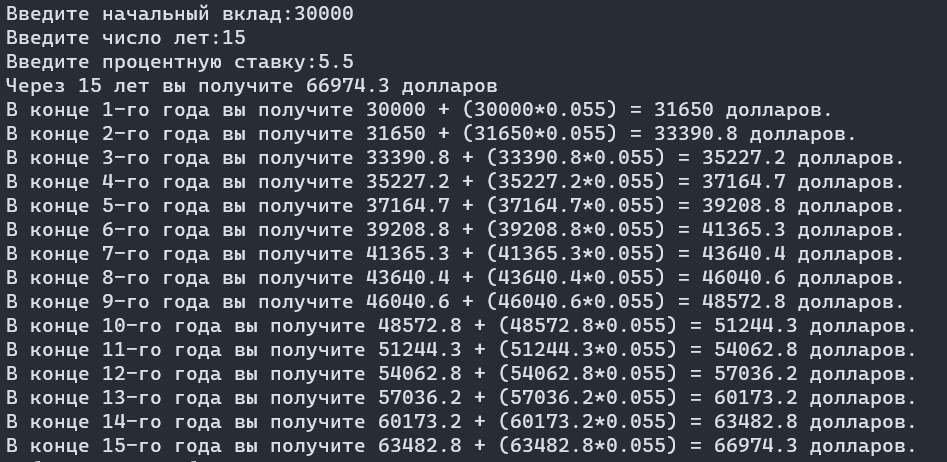 Введите начальный вклад:30000
Введите число лет:15
Введите процентную ставку:5.5
Через 15 лет вы получите 66974.3 долларов
В конце 1-го года вы получите 30000 + (30000*0.055) = 31650 долларов.
В конце 2-го года вы получите 31650 + (31650*0.055) = 33390.8 долларов.
В конце 3-го года вы получите 33390.8 + (33390.8*0.055) = 35227.2 долларов.
В конце 4-го года вы получите 35227.2 + (35227.2*0.055) = 37164.7 долларов.
В конце 5-го года вы получите 37164.7 + (37164.7*0.055) = 39208.8 долларов.
В конце 6-го года вы получите 39208.8 + (39208.8*0.055) = 41365.3 долларов.
В конце 7-го года вы получите 41365.3 + (41365.3*0.055) = 43640.4 долларов.
В конце 8-го года вы получите 43640.4 + (43640.4*0.055) = 46040.6 долларов.
В конце 9-го года вы получите 46040.6 + (46040.6*0.055) = 48572.8 долларов.
В конце 10-го года вы получите 48572.8 + (48572.8*0.055) = 51244.3 долларов.
В конце 11-го года вы получите 51244.3 + (51244.3*0.055) = 54062.8 долларов.
В конце 12-го года вы получите 54062.8 + (54062.8*0.055) = 57036.2 долларов.
В конце 13-го года вы получите 57036.2 + (57036.2*0.055) = 60173.2 долларов.
В конце 14-го года вы получите 60173.2 + (60173.2*0.055) = 63482.8 долларов.
В конце 15-го года вы получите 63482.8 + (63482.8*0.055) = 66974.3 долларов.